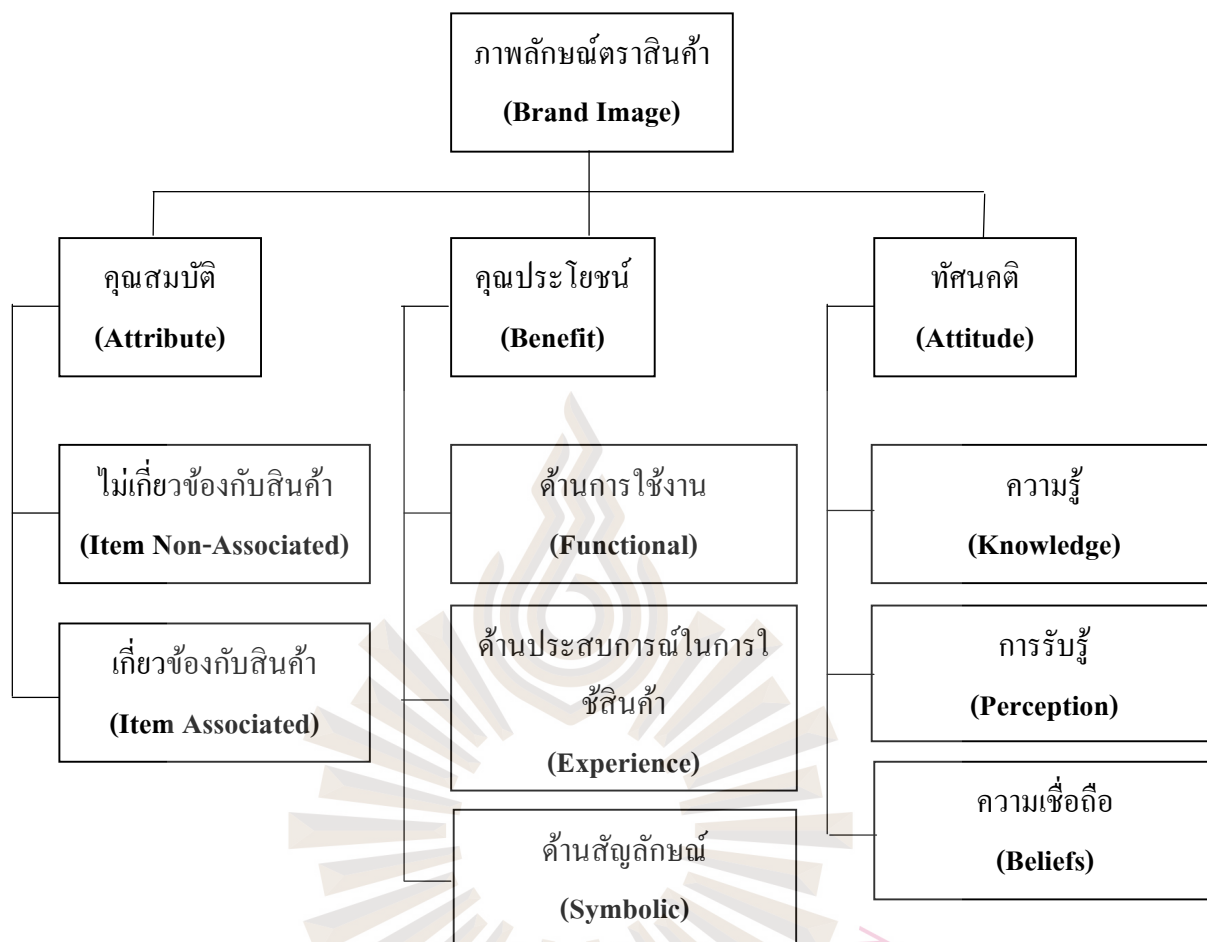 ภาพลักษณ์ตราสินค้า
(Brand Image)
คุณสมบัติ
(Attribute)
คุณประโยชน์
(Benefit)
ทัศนคติ
(Attitude)
ไม่เกี่ยวข้องกับสินค้า
(Item Non-Associated)
ด้านการใช้งาน
(Functional)
ความรู้
(Knowledge)
เกี่ยวข้องกับสินค้า
(Item Associated)
ด้านประสบการณ์ในการใ
ช้สินค้า
(Experience)
การรับรู้
(Perception)
ด้านสัญลักษณ์
(Symbolic)
ความเชื่อถือ
(Beliefs)